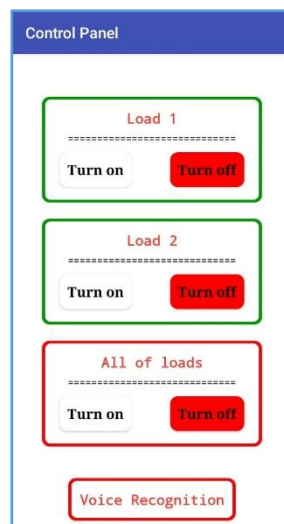 Control Panel
Load 1
============================
Turn on Turn off
Load 2
============================
Turn on Turn off
All of loads
============================
Turn on Turn off
Voice Recognition